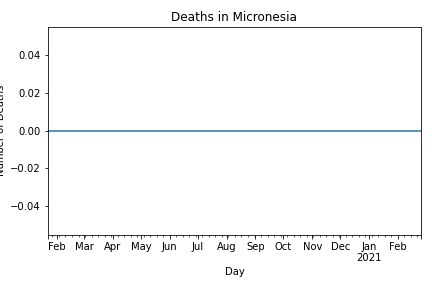 Deaths in Micronesia
0.04
0.02
0.00
−0.02
−0.04
Number of Deaths
Feb Mar Apr May Jun Jul Aug Sep Oct Nov Dec Jan Feb
2021
Day